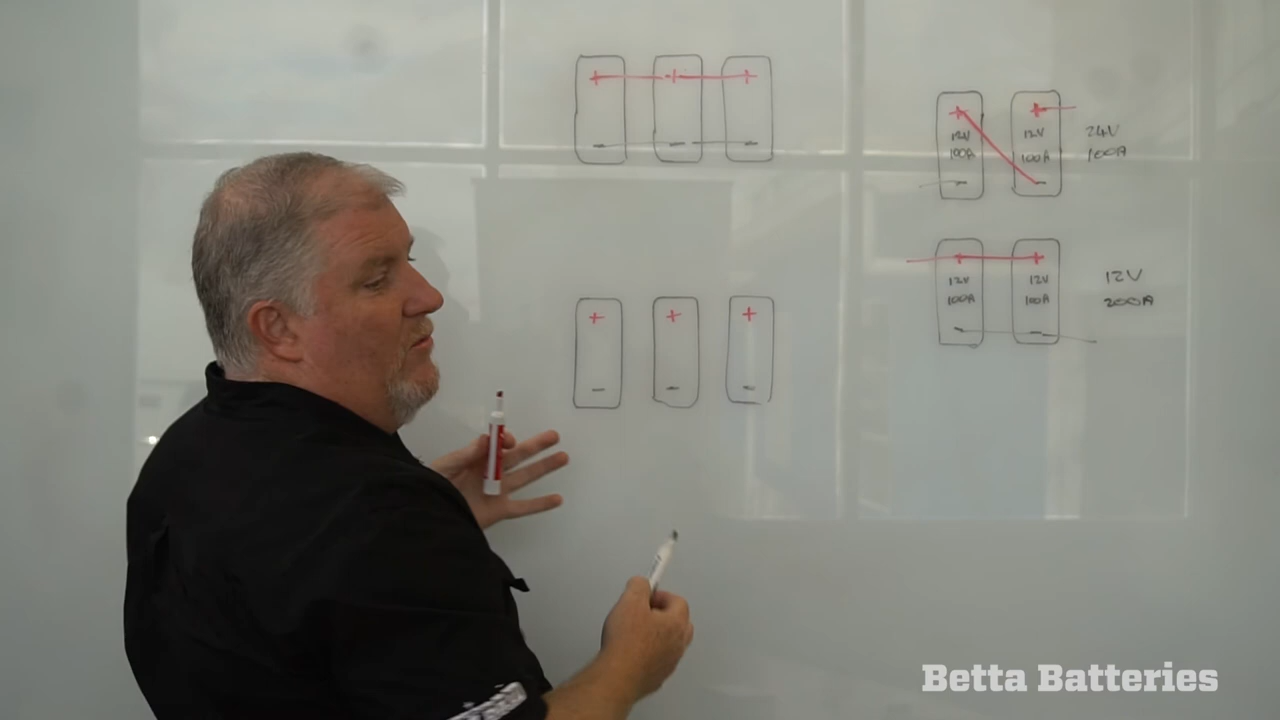 + + +
- - -
+ + +
- - -
+ +
12V 12V 24V
100A 100A 100A
- -
+ +
12V 12V 12V
100A 100A 200A
- -
Betta Batteries